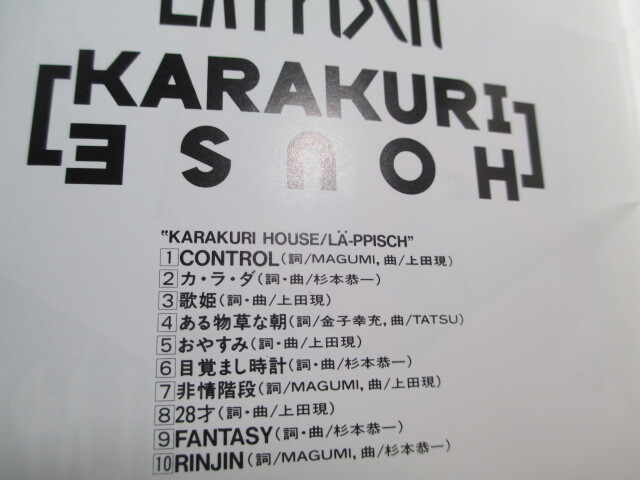 LÄ-PPISCH
[KARAKURI
HOUSE]
"KARAKURI HOUSE/LÄ-PPISCH"
1 CONTROL(詞/MAGUMI, 曲/上田現)
2 カ・ラ・ダ(詞・曲/杉本恭一)
3 歌姫(詞・曲/上田現)
4 ある物草な朝(詞/金子幸充, 曲/TATSU)
5 おやすみ(詞・曲/上田現)
6 目覚まし時計(詞・曲/杉本恭一)
7 非情階段(詞/MAGUMI, 曲/上田現)
8 28才(詞・曲/上田現)
9 FANTASY(詞・曲/杉本恭一)
10 RINJIN(詞/MAGUMI, 曲/杉本恭一)